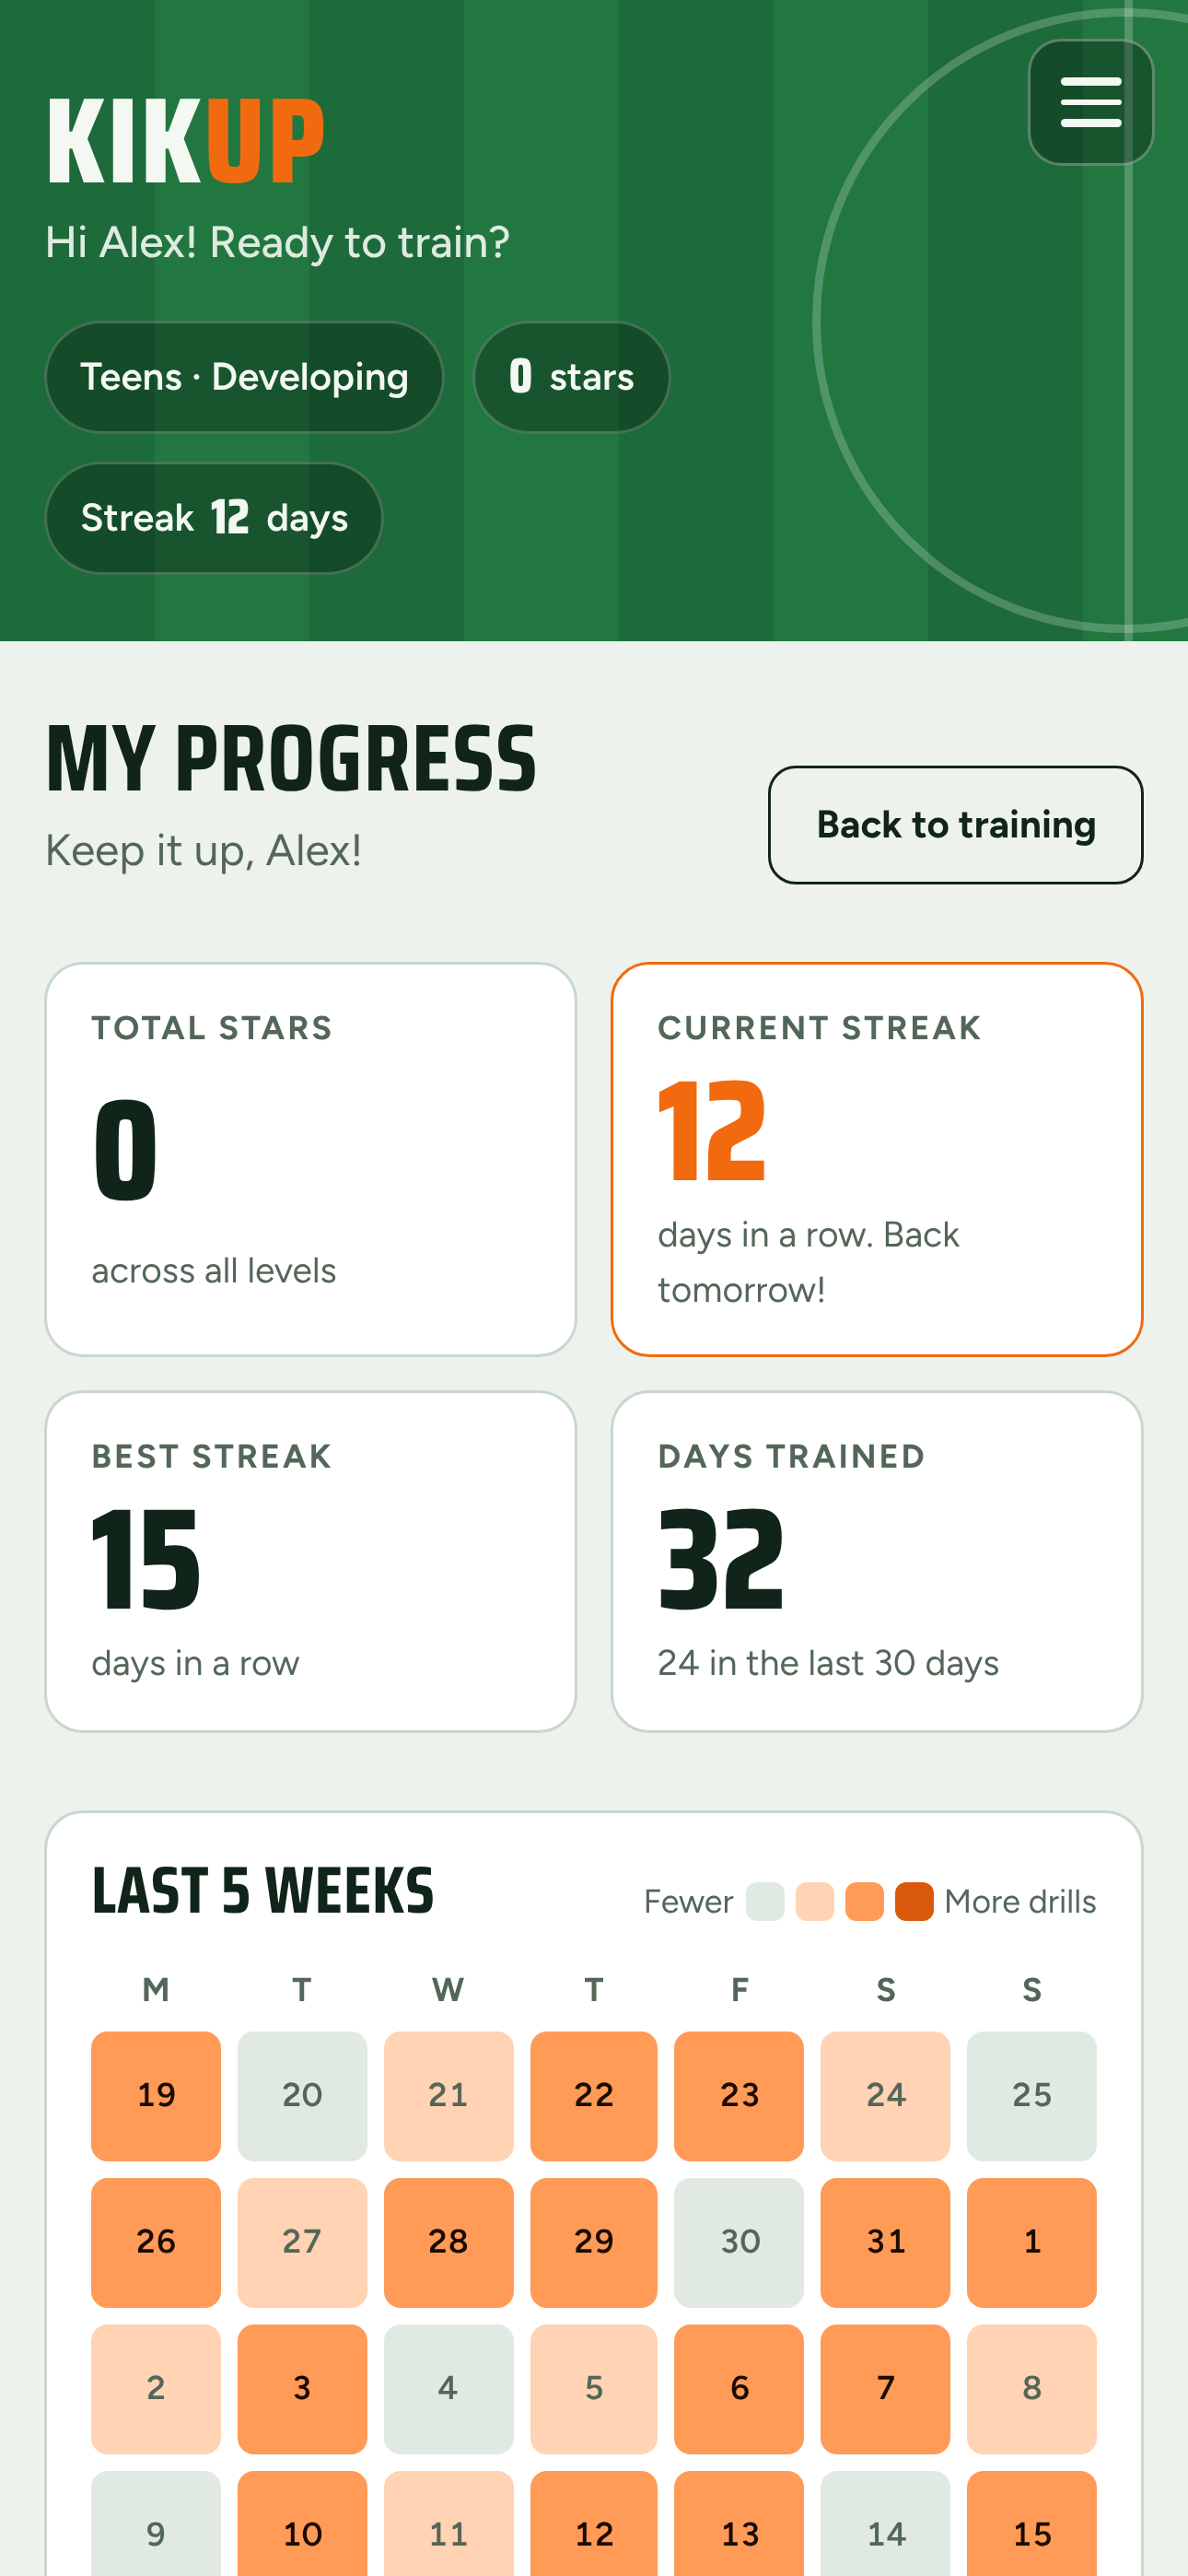 KIKUP
Hi Alex! Ready to train?
Teens · Developing
0 stars
Streak 12 days
MY PROGRESS
Keep it up, Alex!
Back to training
TOTAL STARS
0
across all levels
CURRENT STREAK
12
days in a row. Back
tomorrow!
BEST STREAK
15
days in a row
DAYS TRAINED
32
24 in the last 30 days
LAST 5 WEEKS
Fewer More drills
M T W T F S S
19 20 21 22 23 24 25
26 27 28 29 30 31 1
2 3 4 5 6 7 8
9 10 11 12 13 14 15